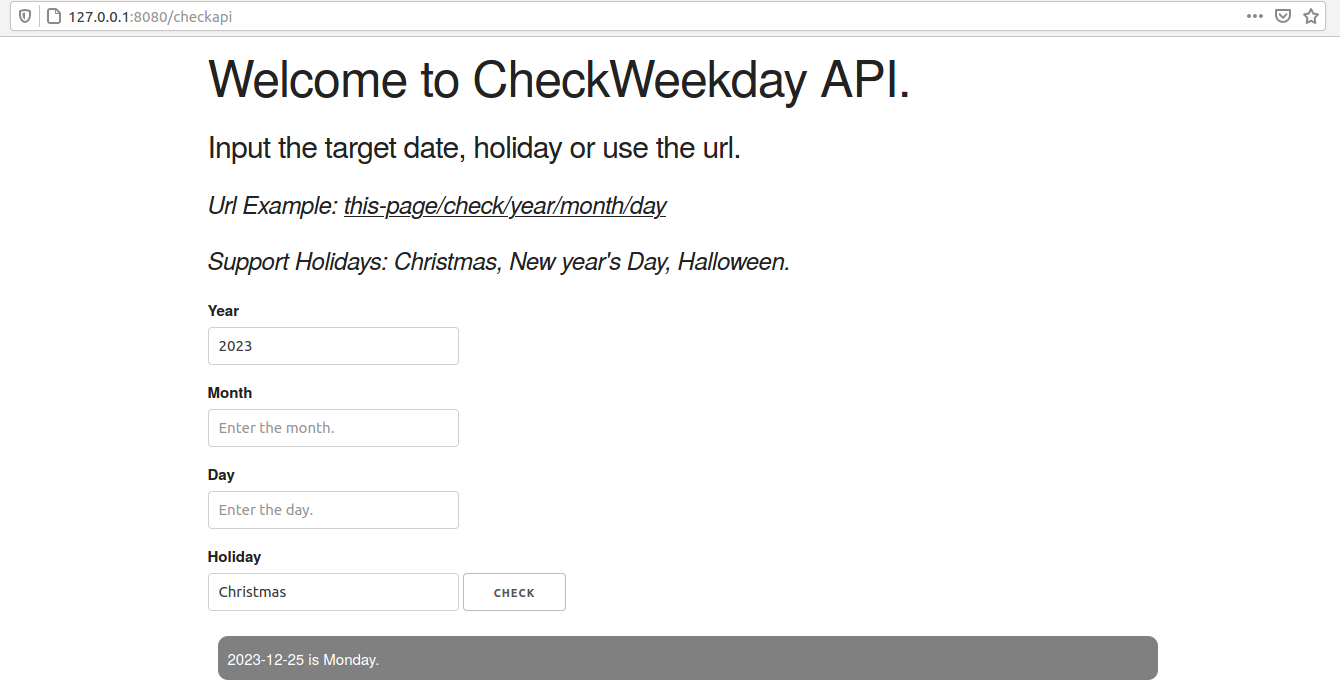 127.0.0.1:8080/checkapi
Welcome to CheckWeekday API.
Input the target date, holiday or use the url.
Url Example: this-page/check/year/month/day
Support Holidays: Christmas, New year's Day, Halloween.
Year
2023
Month
Enter the month.
Day
Enter the day.
Holiday
Christmas CHECK
2023-12-25 is Monday.